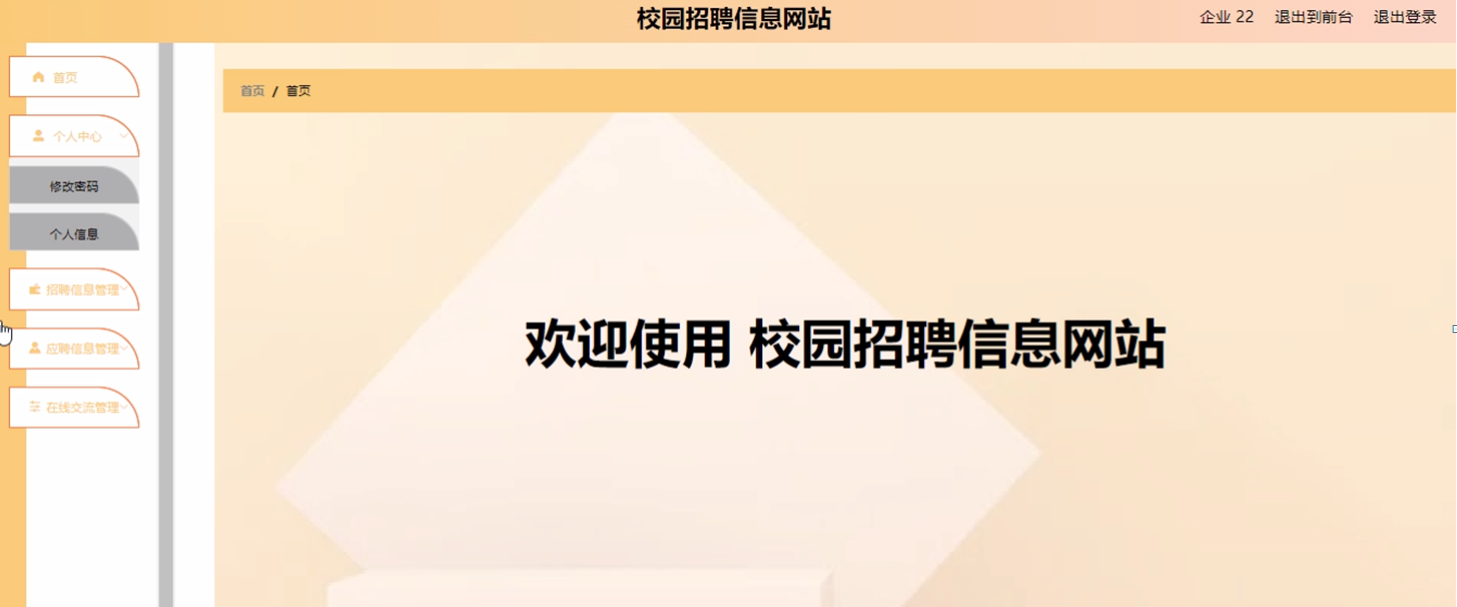 校园招聘信息网站
企业 22 退出到前台 退出登录
首页
个人中心
修改密码
个人信息
招聘信息管理
应聘信息管理
在线交流管理
首页 / 首页
欢迎使用 校园招聘信息网站